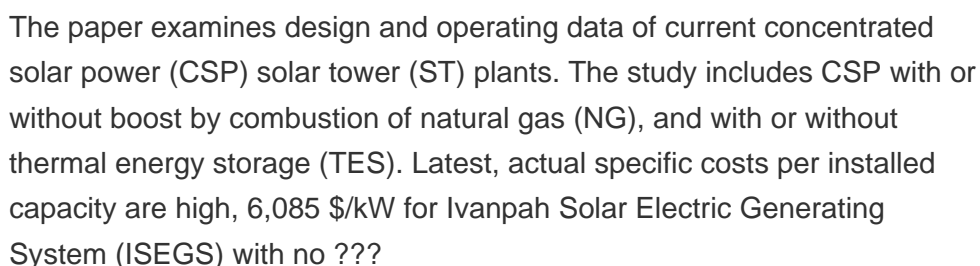 The paper examines design and operating data of current concentrated
solar power (CSP) solar tower (ST) plants. The study includes CSP with or
without boost by combustion of natural gas (NG), and with or without
thermal energy storage (TES). Latest, actual specific costs per installed
capacity are high, 6,085 $/kW for Ivanpah Solar Electric Generating
System (ISEGS) with no ???